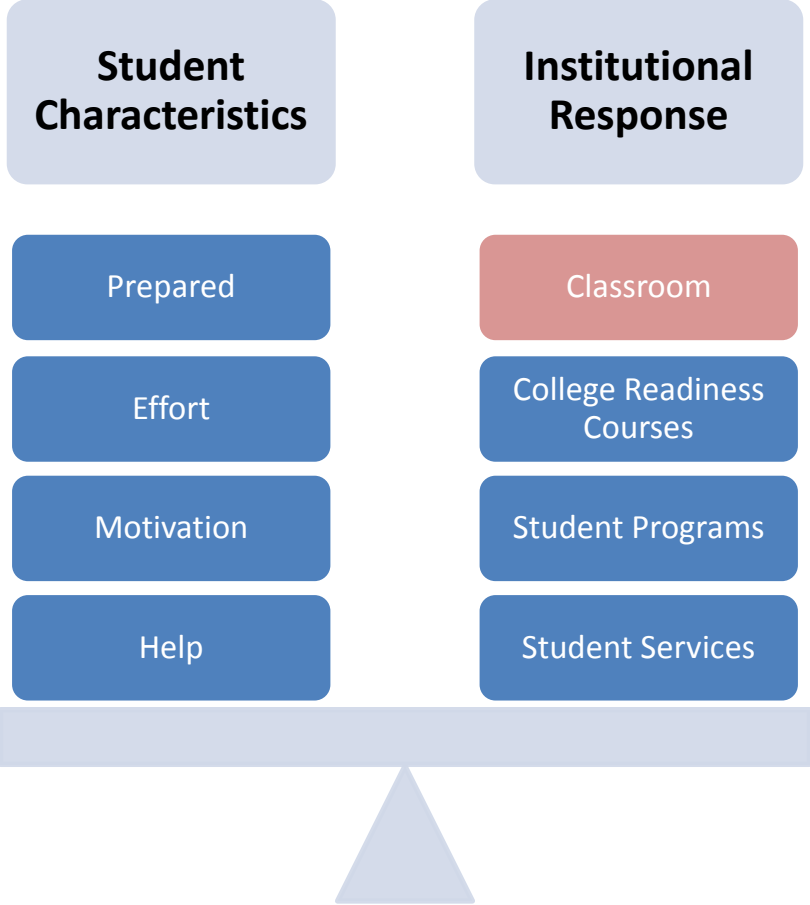 Student
Characteristics
Institutional
Response
Prepared
Classroom
Effort
College Readiness
Courses
Motivation
Student Programs
Help
Student Services